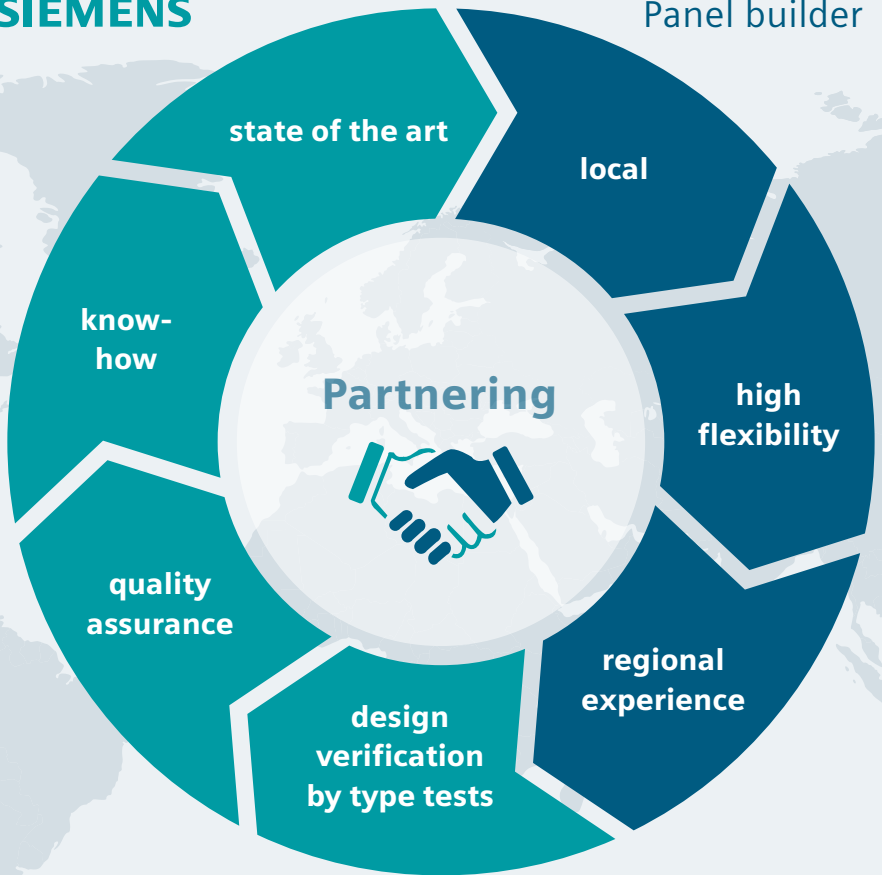 SIEMENS
Panel builder
state of the art
local
know-
how
high
flexibility
Partnering
quality
assurance
regional
experience
design
verification
by type tests